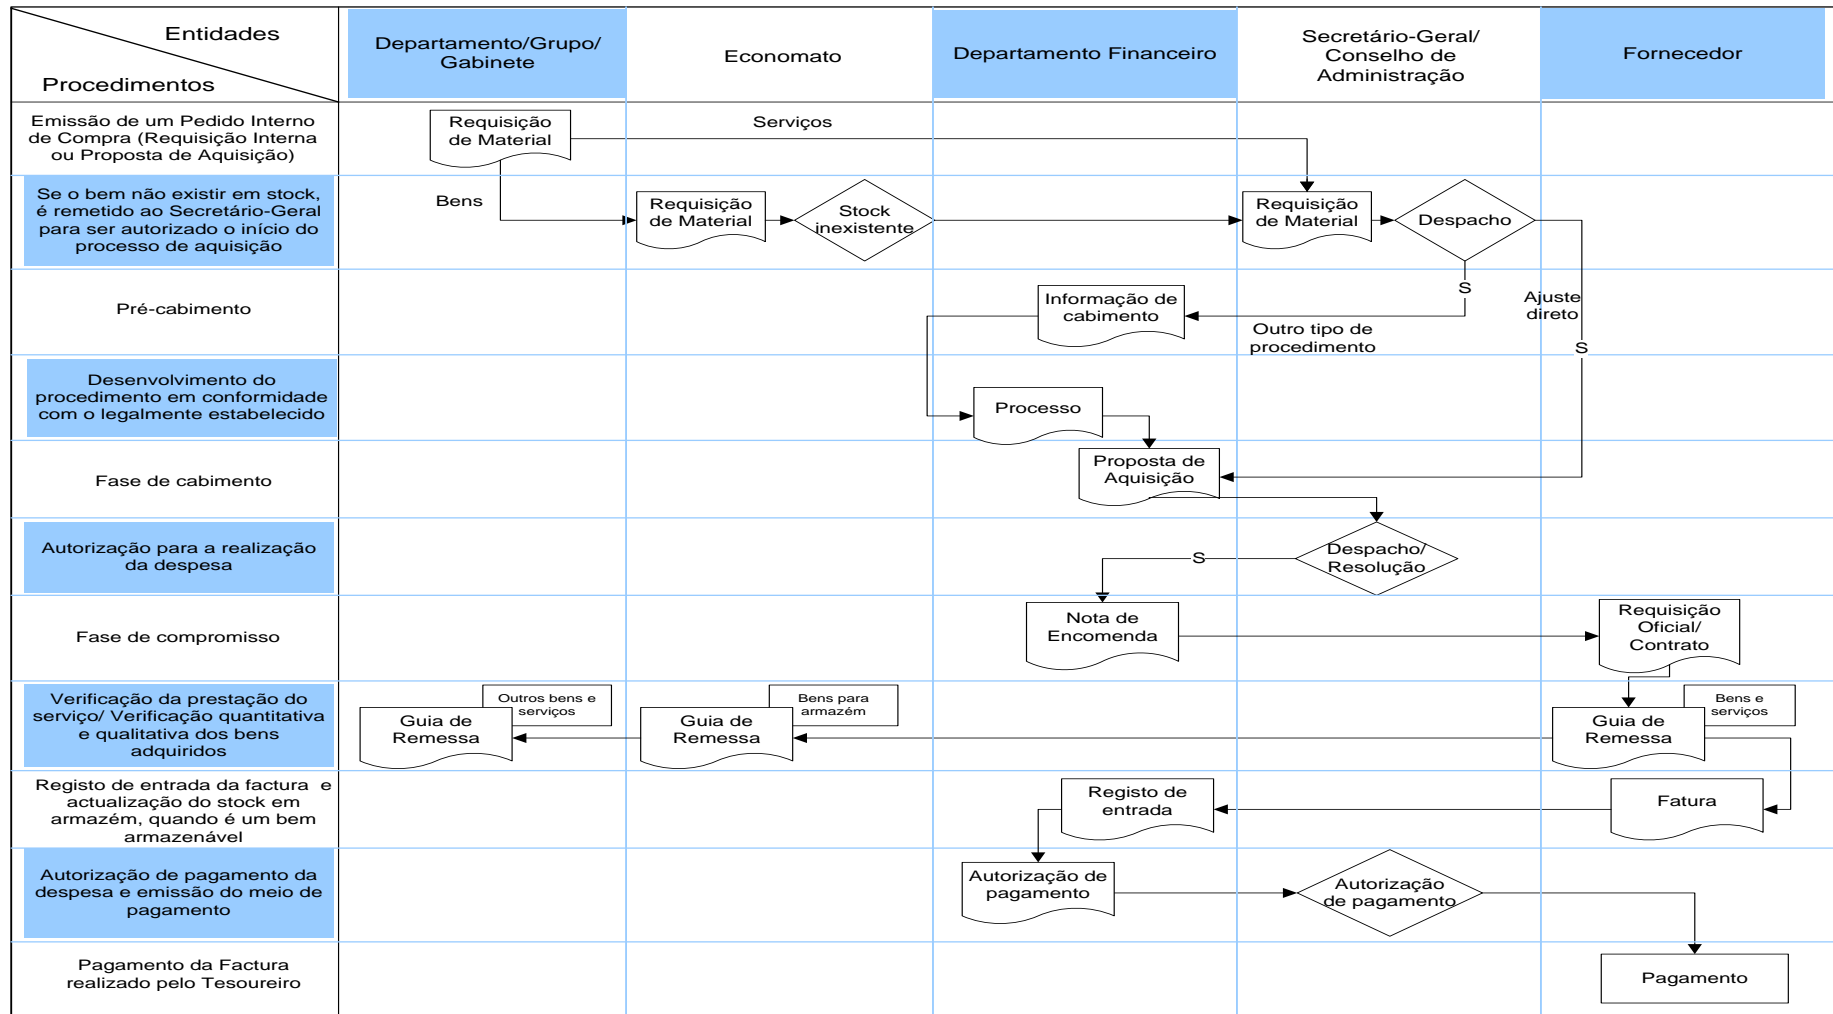 Entidades
Procedimentos
Departamento/Grupo/
Gabinete
Economato
Departamento Financeiro
Secretário-Geral/
Conselho de
Administração
Fornecedor
Emissão de um Pedido Interno
de Compra (Requisição Interna
ou Proposta de Aquisição)
Requisição
de Material
Serviços
Se o bem não existir em stock,
é remetido ao Secretário-Geral
para ser autorizado o início do
processo de aquisição
Bens
Requisição
de Material
Stock
inexistente
Requisição
de Material
Despacho
Pré-cabimento
Informação de
cabimento
S
Outro tipo de
procedimento
Ajuste
direto
S
Desenvolvimento do
procedimento em conformidade
com o legalmente estabelecido
Processo
Fase de cabimento
Proposta de
Aquisição
Autorização para a realização
da despesa
S
Despacho/
Resolução
Fase de compromisso
Nota de
Encomenda
Requisição
Oficial/
Contrato
Verificação da prestação do
serviço/ Verificação quantitativa
e qualitativa dos bens
adquiridos
Outros bens e
serviços
Guia de
Remessa
Bens para
armazém
Guia de
Remessa
Bens e
serviços
Guia de
Remessa
Registo de entrada da factura  e
actualização do stock em
armazém, quando é um bem
armazenável
Registo de
entrada
Fatura
Autorização de pagamento da
despesa e emissão do meio de
pagamento
Autorização de
pagamento
Autorização
de pagamento
Pagamento da Factura
realizado pelo Tesoureiro
Pagamento